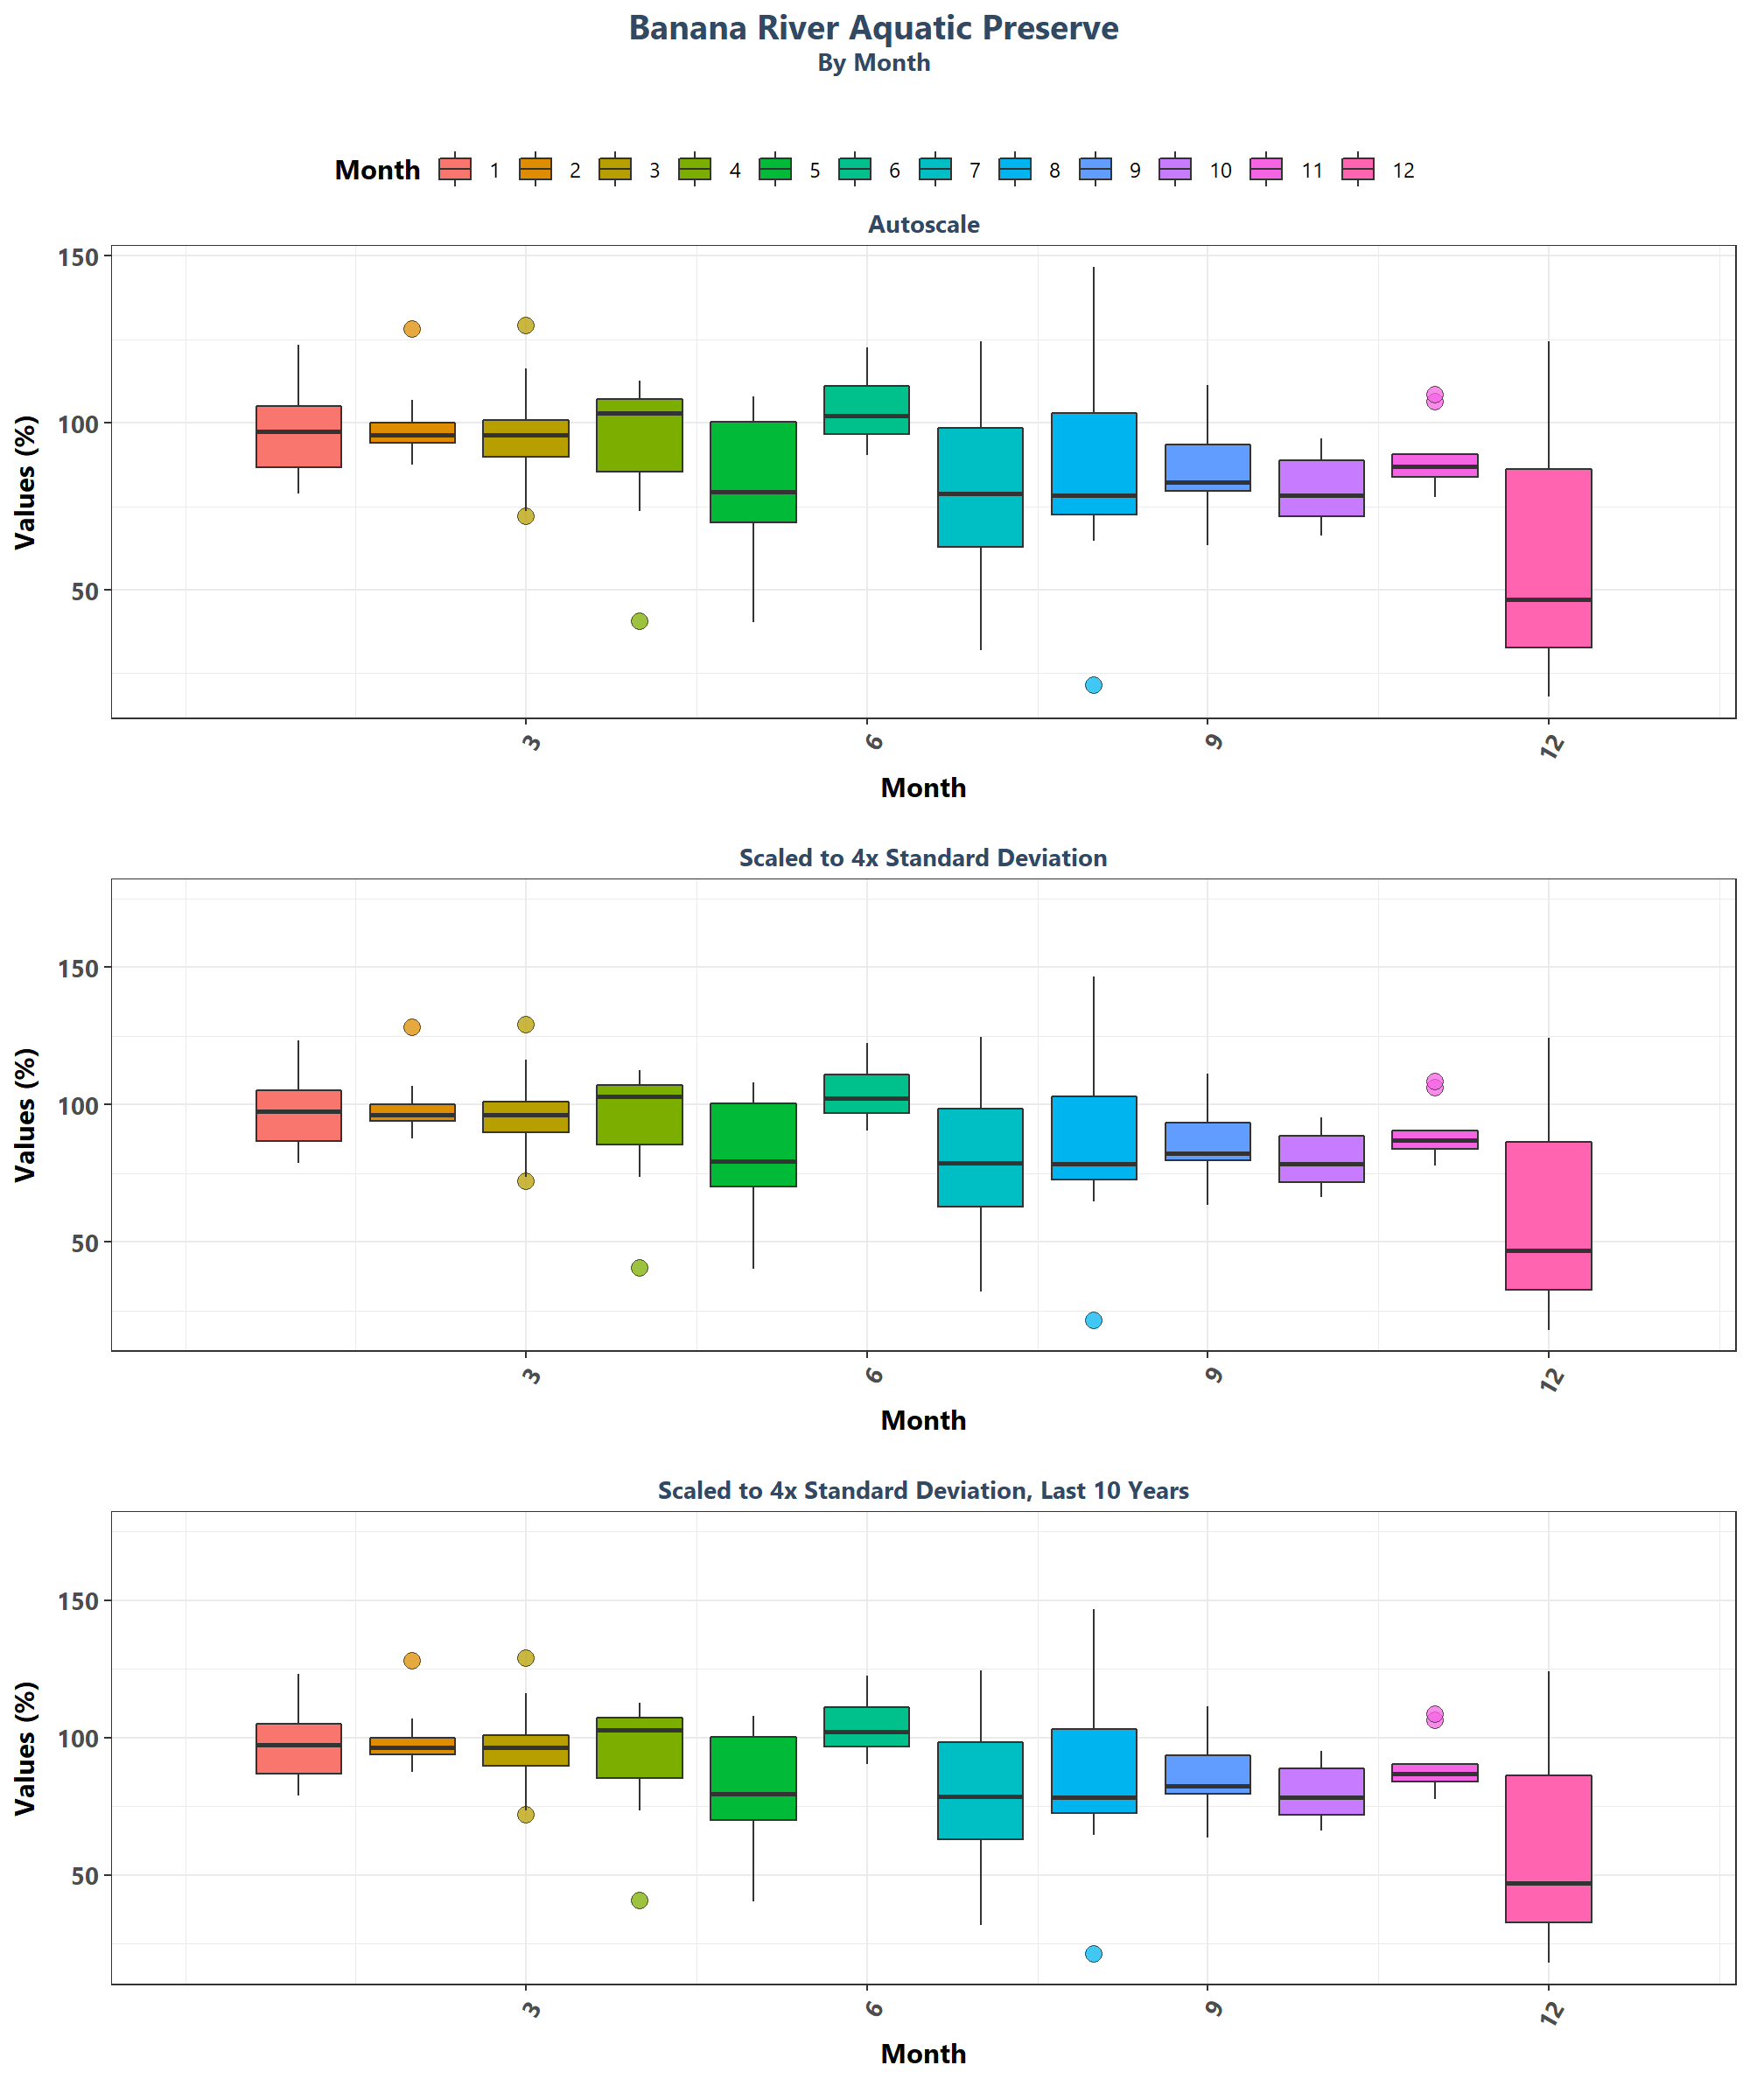 Banana River Aquatic Preserve
By Month
Month 1 2 3 4 5 6 7 8 9 10 11 12
Autoscale
Values (%)
150
100
50
3 6 9 12
Month
Scaled to 4x Standard Deviation
Values (%)
150
100
50
3 6 9 12
Month
Scaled to 4x Standard Deviation, Last 10 Years
Values (%)
150
100
50
3 6 9 12
Month